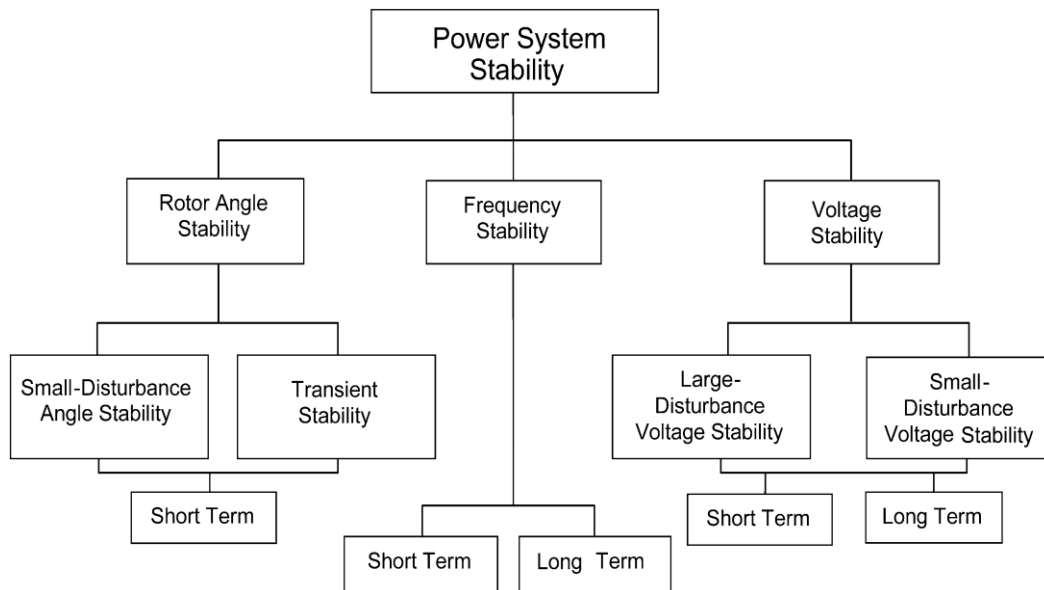 Power System
Stability
Rotor Angle
Stability
Frequency
Stability
Voltage
Stability
Small-Disturbance
Angle Stability
Transient
Stability
Large-
Disturbance
Voltage Stability
Small-
Disturbance
Voltage Stability
Short Term
Short Term
Long Term
Short Term
Long Term